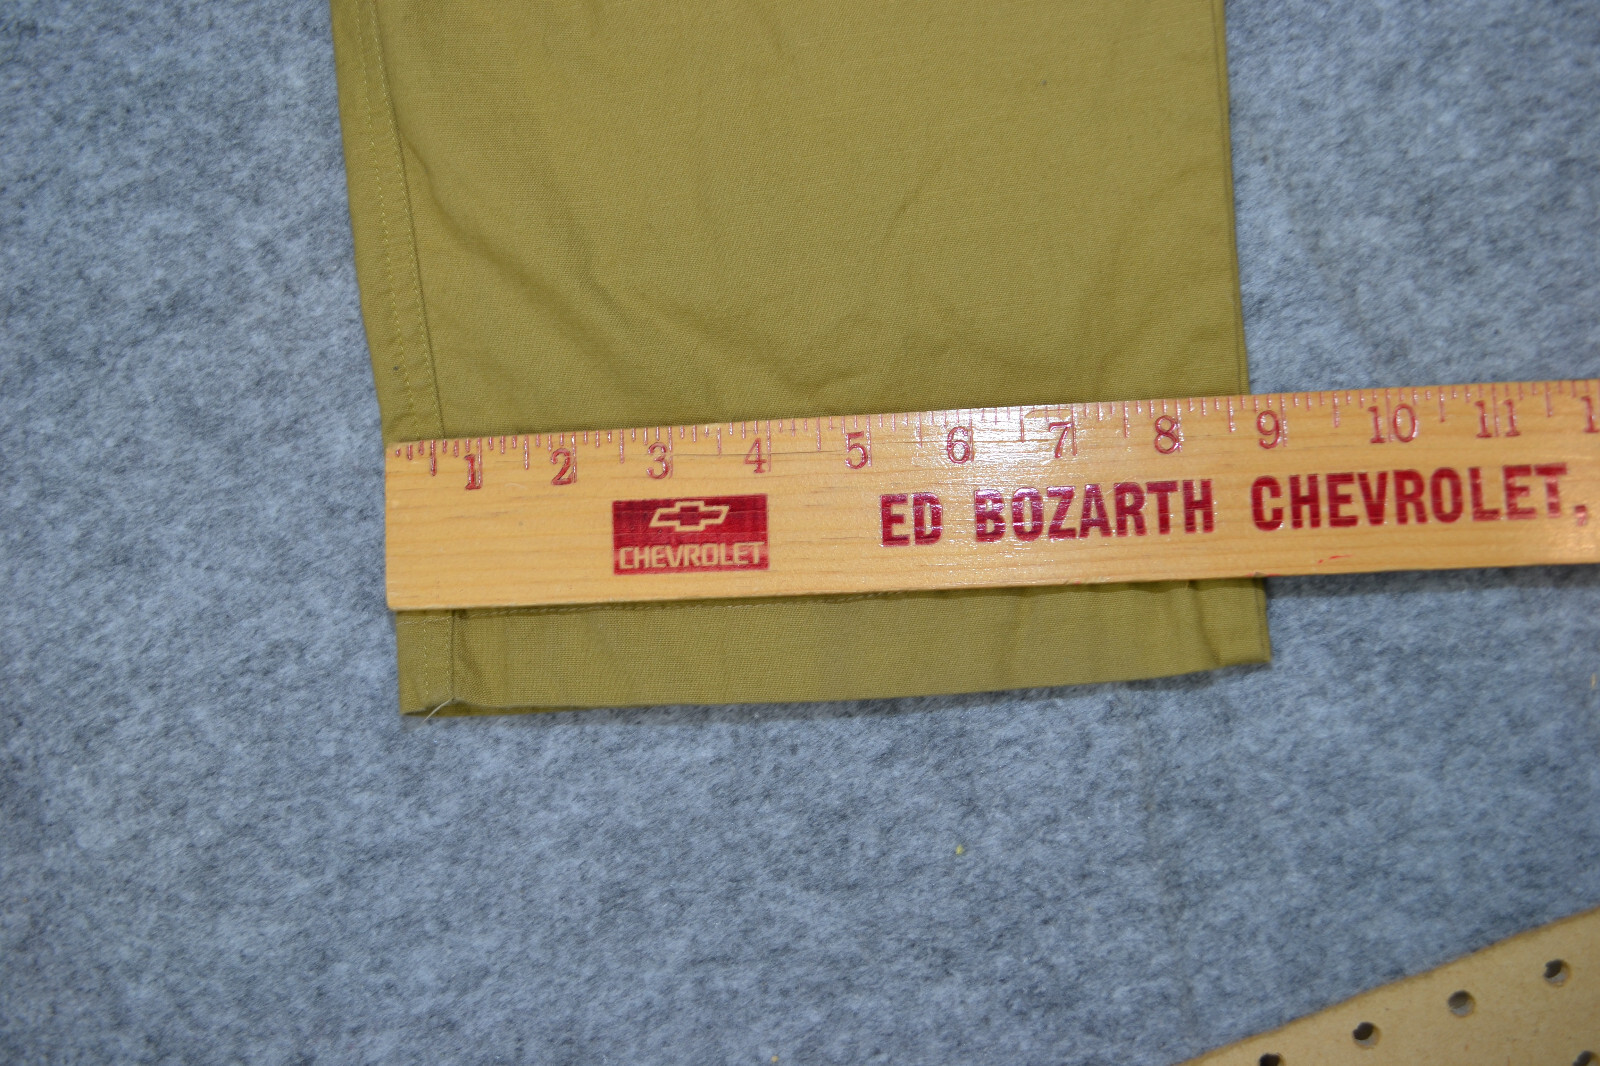 1 2 3 4 5 6 7 8 9 10 11
CHEVROLET
ED BOZARTH CHEVROLET,